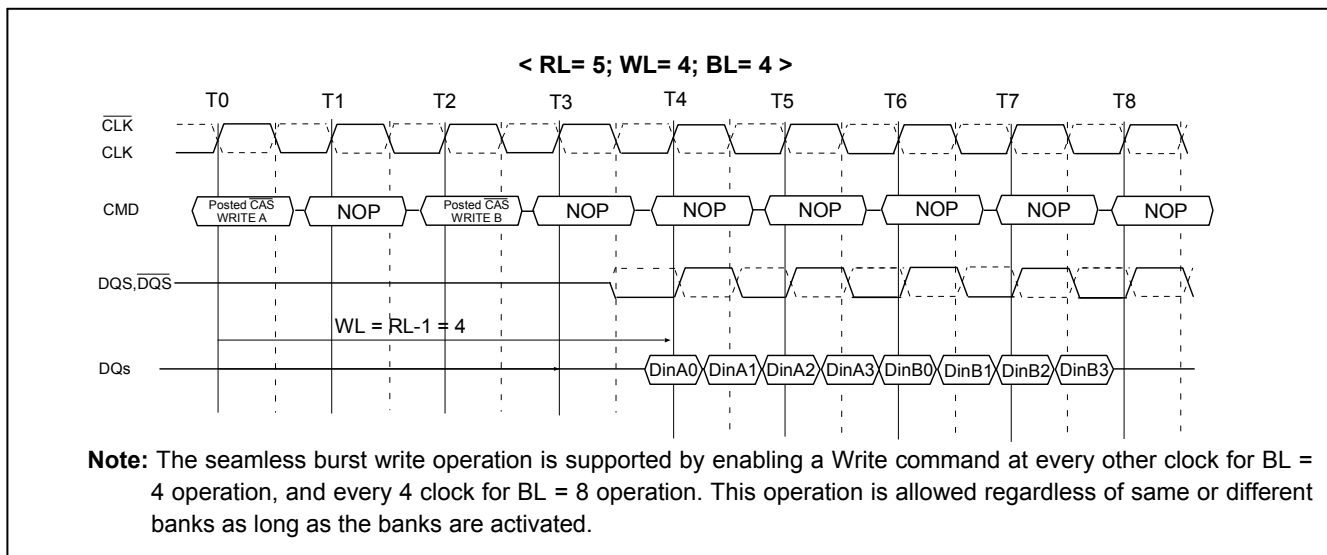 < RL= 5; WL= 4; BL= 4 >
T0 T1 T2 T3 T4 T5 T6 T7 T8
CLK
CLK
CMD
Posted CAS
WRITE A
NOP
Posted CAS
WRITE B
NOP
NOP
NOP
NOP
NOP
NOP
DQS,DQS
WL = RL-1 = 4
DQs
DinA0 DinA1 DinA2 DinA3 DinB0 DinB1 DinB2 DinB3
Note: The seamless burst write operation is supported by enabling a Write command at every other clock for BL =
4 operation, and every 4 clock for BL = 8 operation. This operation is allowed regardless of same or different
banks as long as the banks are activated.